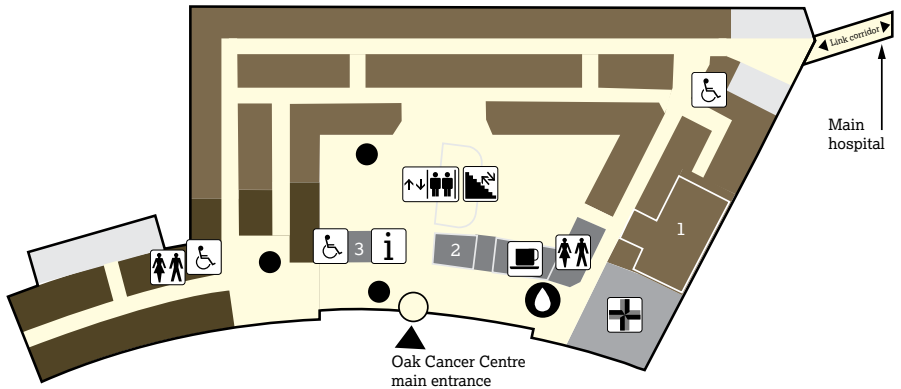 Link corridor
Main
hospital
1
3
i
2
Oak Cancer Centre
main entrance